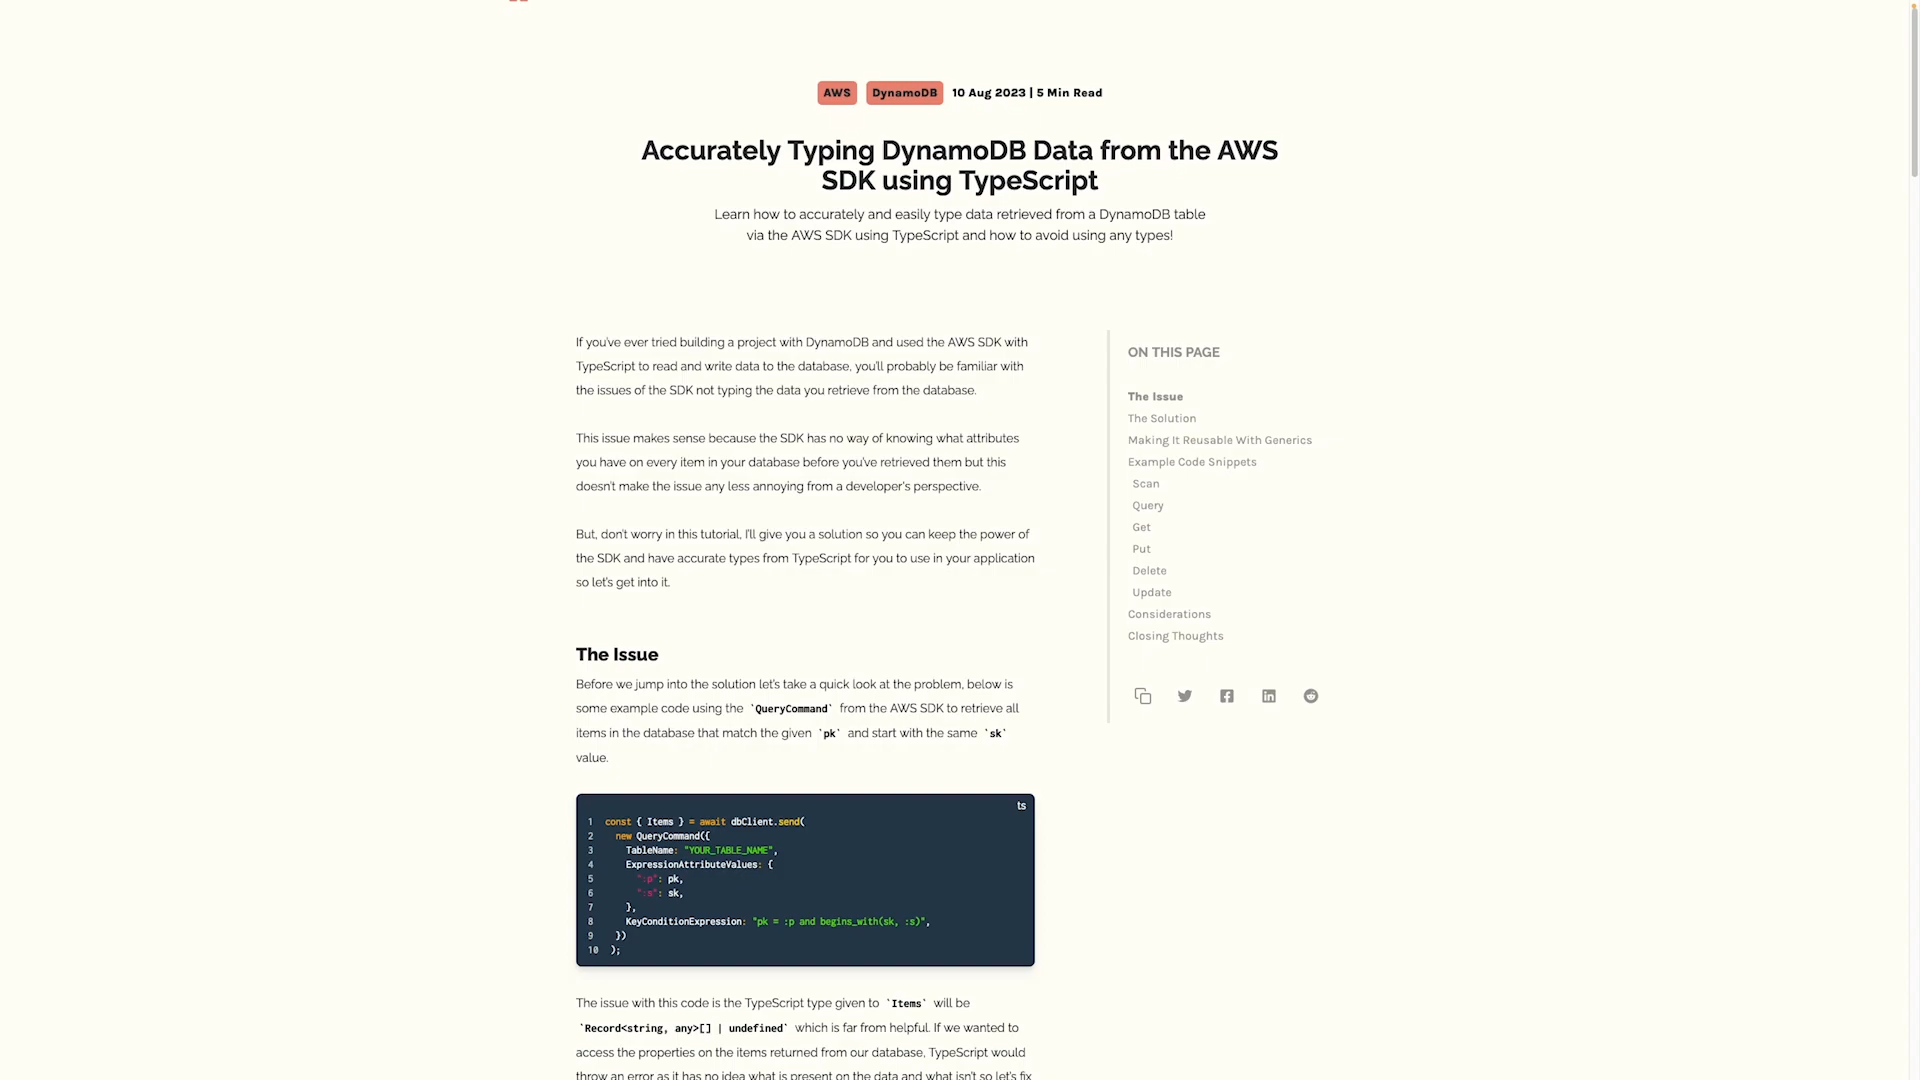 AWS DynamoDB 10 Aug 2023 | 5 Min Read
Accurately Typing DynamoDB Data from the AWS
SDK using TypeScript
Learn how to accurately and easily type data retrieved from a DynamoDB table
via the AWS SDK using TypeScript and how to avoid using any types!
If you've ever tried building a project with DynamoDB and used the AWS SDK with
TypeScript to read and write data to the database, you'll probably be familiar with
the issues of the SDK not typing the data you retrieve from the database.
This issue makes sense because the SDK has no way of knowing what attributes
you have on every item in your database before you've retrieved them but this
doesn't make the issue any less annoying from a developer's perspective.
But, don't worry in this tutorial, I'll give you a solution so you can keep the power of
the SDK and have accurate types from TypeScript for you to use in your application
so let's get into it.
The Issue
Before we jump into the solution let's take a quick look at the problem, below is
some example code using the `QueryCommand` from the AWS SDK to retrieve all
items in the database that match the given `pk` and start with the same `sk`
value.
ts
1 const { Items } = await dbClient.send(
2 new QueryCommand({
3 TableName: "YOUR_TABLE_NAME",
4 ExpressionAttributeValues: {
5 ":p": pk,
6 ":s": sk,
7 },
8 KeyConditionExpression: "pk = :p and begins_with(sk, :s)",
9 })
10 );
The issue with this code is the TypeScript type given to `Items` will be
`Record<string, any>[] | undefined` which is far from helpful. If we wanted to
access the properties on the items returned from our database, TypeScript would
throw an error as it has no idea what is present on the data and what isn't so let's fix
ON THIS PAGE
The Issue
The Solution
Making It Reusable With Generics
Example Code Snippets
Scan
Query
Get
Put
Delete
Update
Considerations
Closing Thoughts